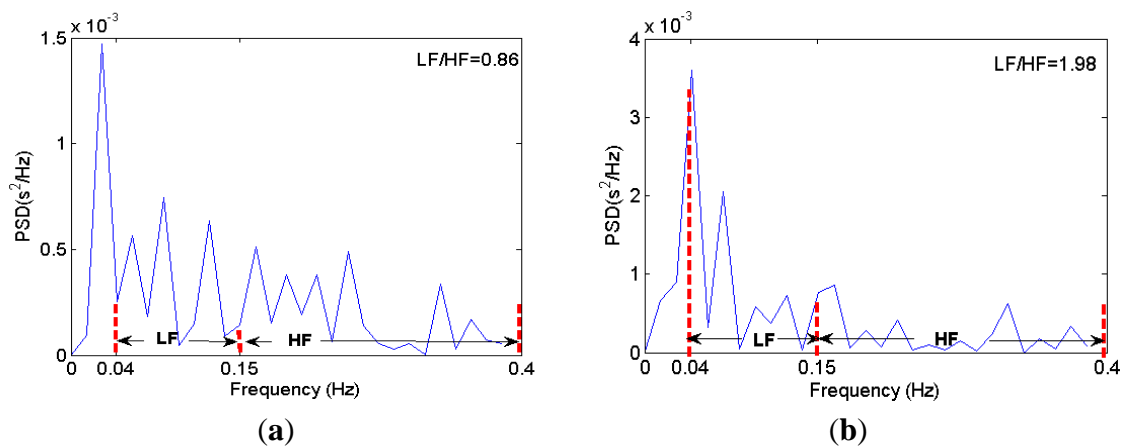 x 10⁻³
1.5
1
0.5
0
PSD(s²/Hz)
LF/HF=0.86
LF
HF
0 0.04 0.15 0.4
Frequency (Hz)
(a)
x 10⁻³
4
3
2
1
0
PSD(s²/Hz)
LF/HF=1.98
LF
HF
0 0.04 0.15 0.4
Frequency (Hz)
(b)